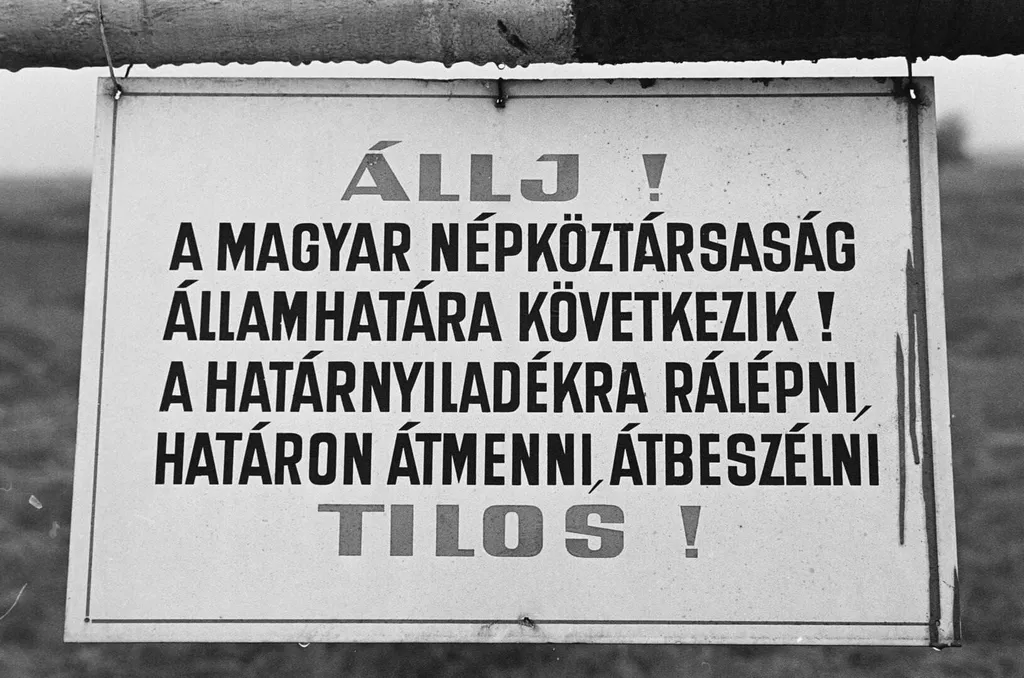 ÁLLJ !
A MAGYAR NÉPKÖZTÁRSASÁG
ÁLLAMHATÁRA KÖVETKEZIK !
A HATÁRNYILADÉKRA RÁLÉPNI,
HATÁRON ÁTMENNI, ÁTBESZÉLNI
TILOS !